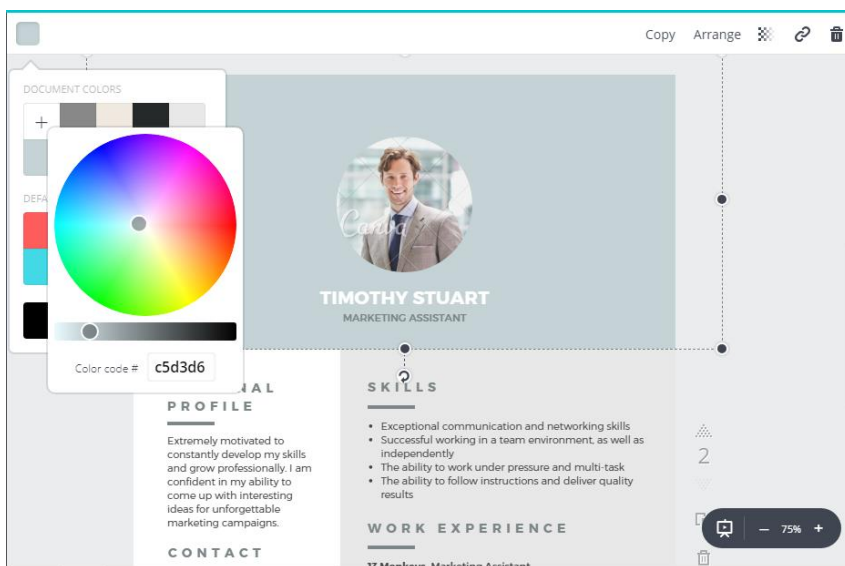 Copy Arrange
DOCUMENT COLORS
+
DEFA
Color code # c5d3d6
Canva
TIMOTHY STUART
MARKETING ASSISTANT
NAL
PROFILE
Extremely motivated to
constantly develop my skills
and grow professionally. I am
confident in my ability to
come up with interesting
ideas for unforgettable
marketing campaigns.
CONTACT
SKILLS
• Exceptional communication and networking skills
• Successful working in a team environment, as well as
independently
• The ability to work under pressure and multi-task
• The ability to follow instructions and deliver quality
results
WORK EXPERIENCE
17 Monkeys, Marketing Assistant
2
– 75% +